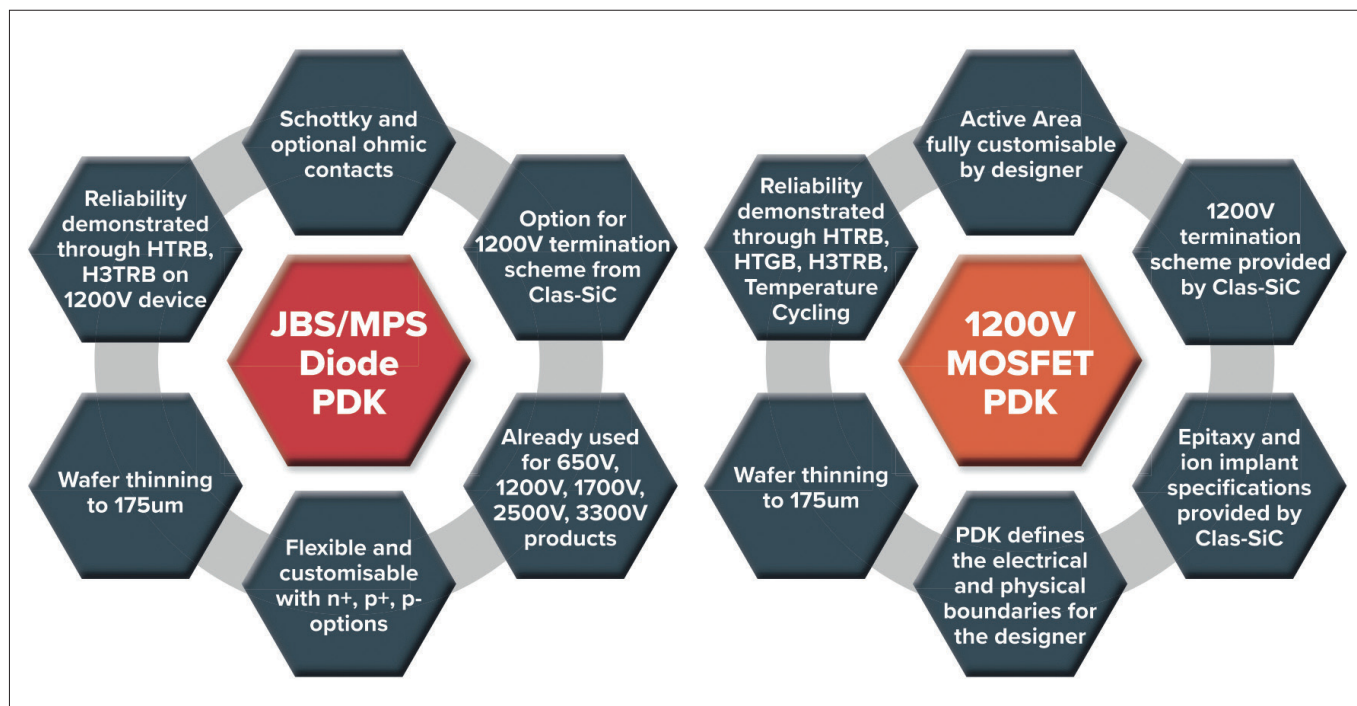 JBS/MPS
Diode
PDK
Schottky and
optional ohmic
contacts
Option for
1200V termination
scheme from
Clas-SiC
Already used
for 650V,
1200V, 1700V,
2500V, 3300V
products
Flexible and
customisable
with n+, p+, p-
options
Wafer thinning
to 175um
Reliability
demonstrated
through HTRB,
H3TRB on
1200V device
1200V
MOSFET
PDK
Active Area
fully customisable
by designer
1200V
termination
scheme provided
by Clas-SiC
Epitaxy and
ion implant
specifications
provided by
Clas-SiC
PDK defines
the electrical
and physical
boundaries for
the designer
Wafer thinning
to 175um
Reliability
demonstrated
through HTRB,
HTGB, H3TRB,
Temperature
Cycling